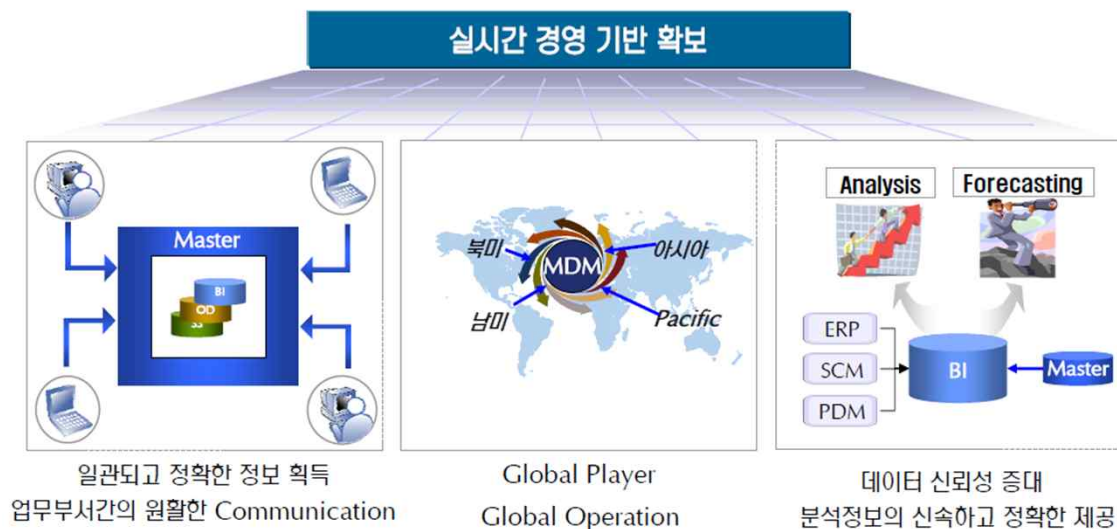 실시간 경영 기반 확보
Master
BI
OD
SS
일관되고 정확한 정보 획득
업무부서간의 원활한 Communication
북미
아시아
MDM
남미
Pacific
Global Player
Global Operation
Analysis
Forecasting
ERP
SCM
PDM
BI
Master
데이터 신뢰성 증대
분석정보의 신속하고 정확한 제공